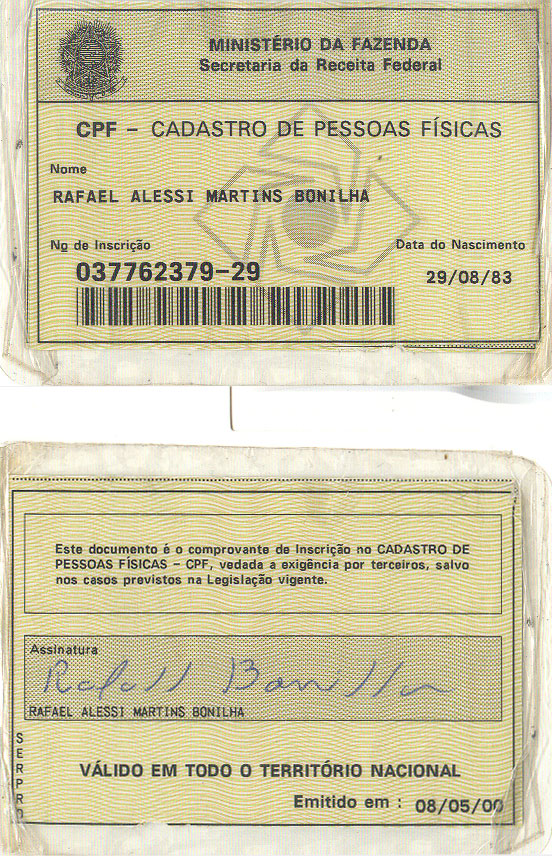 MINISTÉRIO DA FAZENDA
Secretaria da Receita Federal
CPF – CADASTRO DE PESSOAS FÍSICAS
Nome
RAFAEL ALESSI MARTINS BONILHA
No de Inscrição
Data do Nascimento
037762379-29
29/08/83
Este documento é o comprovante de Inscrição no CADASTRO DE
PESSOAS FÍSICAS – CPF, vedada a exigência por terceiros, salvo
nos casos previstos na Legislação vigente.
Assinatura
Rafael Bonilha
RAFAEL ALESSI MARTINS BONILHA
SERPRO
VÁLIDO EM TODO O TERRITÓRIO NACIONAL
Emitido em : 08/05/00